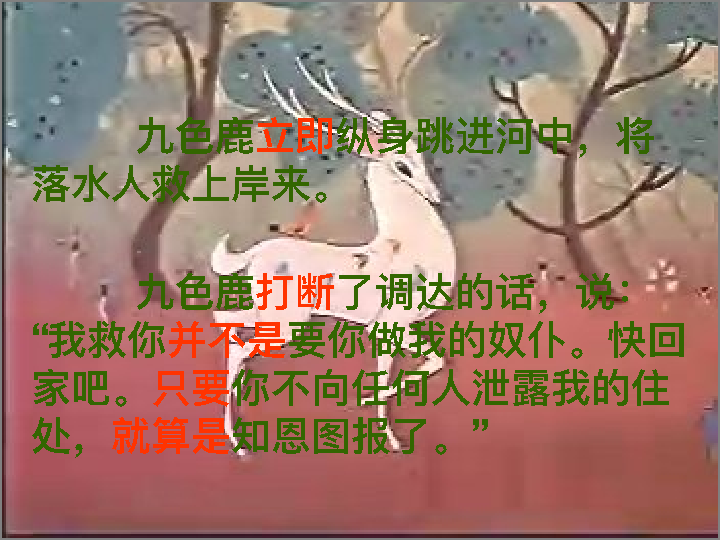 九色鹿立即纵身跳进河中，将
落水人救上岸来。
九色鹿打断了调达的话，说：
“我救你并不是要你做我的奴仆。快回
家吧。只要你不向任何人泄露我的住
处，就算是知恩图报了。”